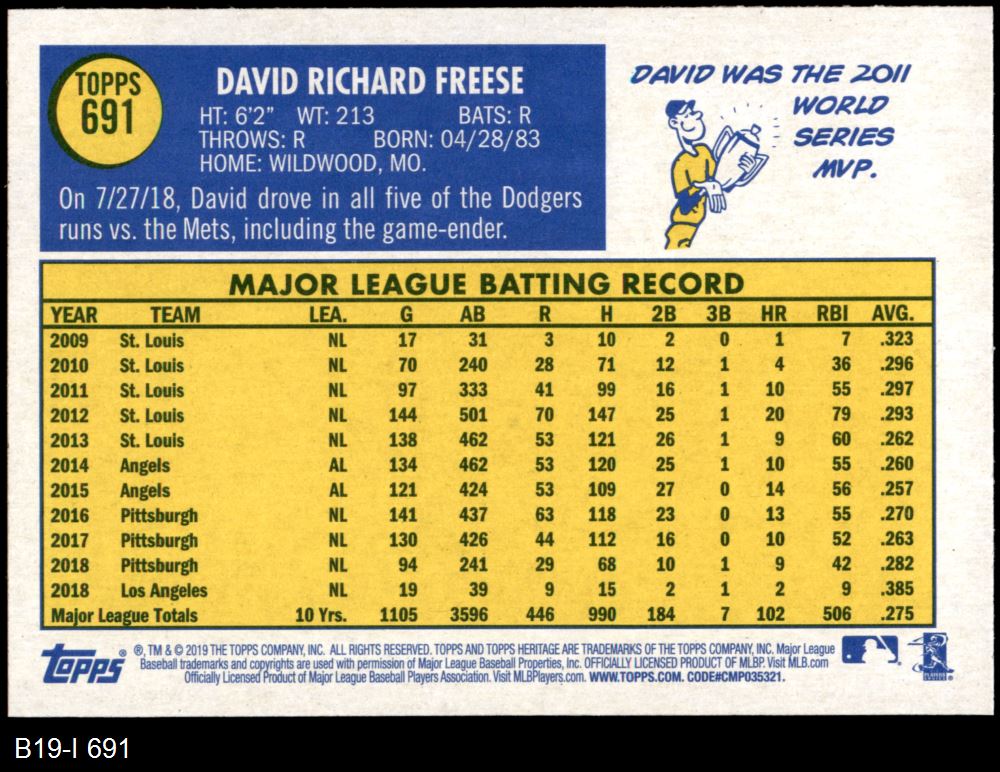 TOPPS
691
DAVID RICHARD FREESE
HT: 6'2" WT: 213 BATS: R
THROWS: R BORN: 04/28/83
HOME: WILDWOOD, MO.
On 7/27/18, David drove in all five of the Dodgers
runs vs. the Mets, including the game-ender.
DAVID WAS THE 2011
WORLD
SERIES
MVP.
MAJOR LEAGUE BATTING RECORD
YEAR TEAM LEA. G AB R H 2B 3B HR RBI AVG.
2009 St. Louis NL 17 31 3 10 2 0 1 7 .323
2010 St. Louis NL 70 240 28 71 12 1 4 36 .296
2011 St. Louis NL 97 333 41 99 16 1 10 55 .297
2012 St. Louis NL 144 501 70 147 25 1 20 79 .293
2013 St. Louis NL 138 462 53 121 26 1 9 60 .262
2014 Angels AL 134 462 53 120 25 1 10 55 .260
2015 Angels AL 121 424 53 109 27 0 14 56 .257
2016 Pittsburgh NL 141 437 63 118 23 0 13 55 .270
2017 Pittsburgh NL 130 426 44 112 16 0 10 52 .263
2018 Pittsburgh NL 94 241 29 68 10 1 9 42 .282
2018 Los Angeles NL 19 39 9 15 2 1 2 9 .385
Major League Totals 10 Yrs. 1105 3596 446 990 184 7 102 506 .275
Topps ®
®, TM & © 2019 THE TOPPS COMPANY, INC. ALL RIGHTS RESERVED. TOPPS AND TOPPS HERITAGE ARE TRADEMARKS OF THE TOPPS COMPANY, INC. Major League
Baseball trademarks and copyrights are used with permission of Major League Baseball Properties, Inc. OFFICIALLY LICENSED PRODUCT OF MLBP. Visit MLB.com
Officially Licensed Product of Major League Baseball Players Association. Visit MLBPlayers.com. WWW.TOPPS.COM. CODE#CMP035321.
B19-I 691